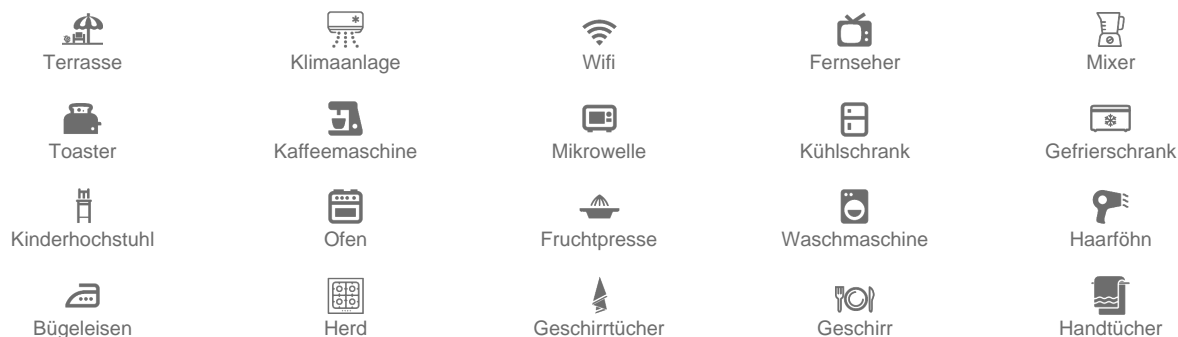 Terrasse Klimaanlage Wifi Fernseher Mixer
Toaster Kaffeemaschine Mikrowelle Kühlschrank Gefrierschrank
Kinderhochstuhl Ofen Fruchtpresse Waschmaschine Haarföhn
Bügeleisen Herd Geschirrtücher Geschirr Handtücher